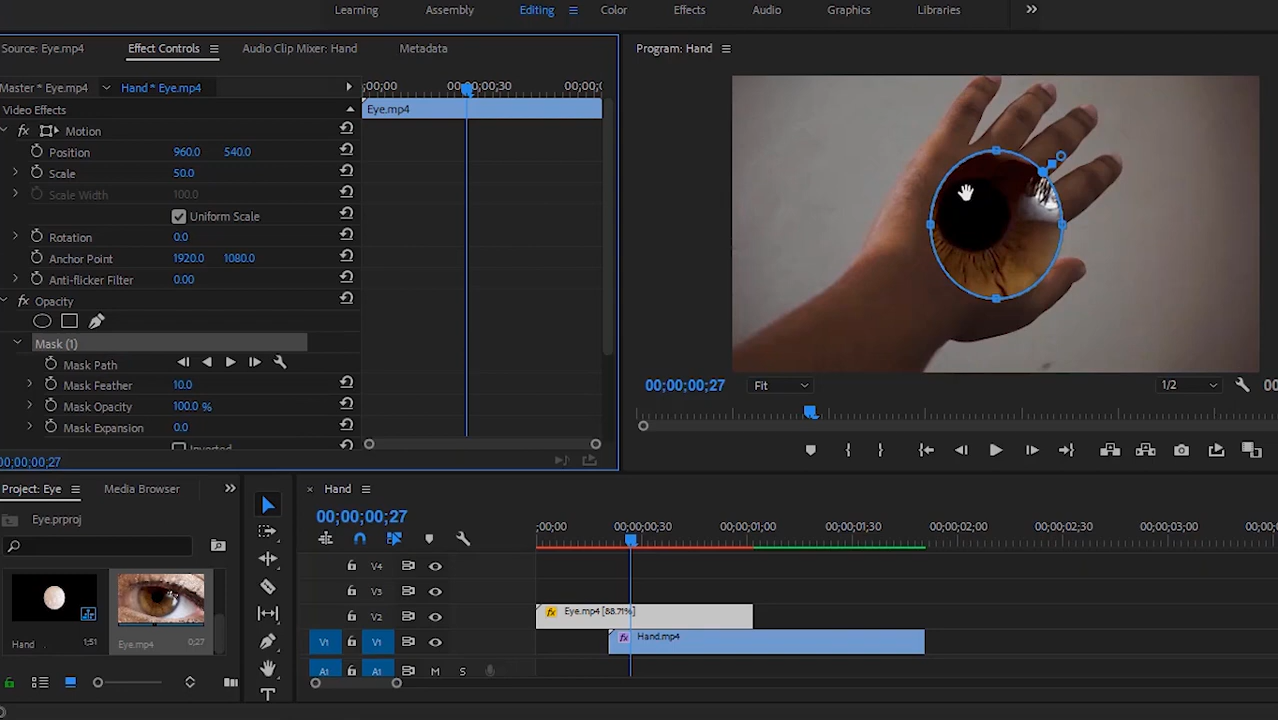 Learning Assembly Editing Color Effects Audio Graphics Libraries
Source: Eye.mp4 Effect Controls Audio Clip Mixer: Hand Metadata
Program: Hand
Master * Eye.mp4 Hand * Eye.mp4
;00;00 00;00;00;30 00;00;0
Video Effects
Eye.mp4
fx Motion
Position 960.0 540.0
Scale 50.0
Scale Width 100.0
Uniform Scale
Rotation 0.0
Anchor Point 1920.0 1080.0
Anti-flicker Filter 0.00
fx Opacity
Mask (1)
Mask Path
Mask Feather 10.0
Mask Opacity 100.0 %
Mask Expansion 0.0
Inverted
00;00;00;27
00;00;00;27 Fit 1/2 00
Project: Eye Media Browser
Eye.prproj
Hand 1:51
Eye.mp4 0;27
Hand
00;00;00;27
;00;00 00;00;00;30 00;00;01;00 00;00;01;30 00;00;02;00 00;00;02;30 00;00;03;00 00;0
V4
V3
V2
fx Eye.mp4 [88.71%]
V1 V1
fx Hand.mp4
A1 A1 M S